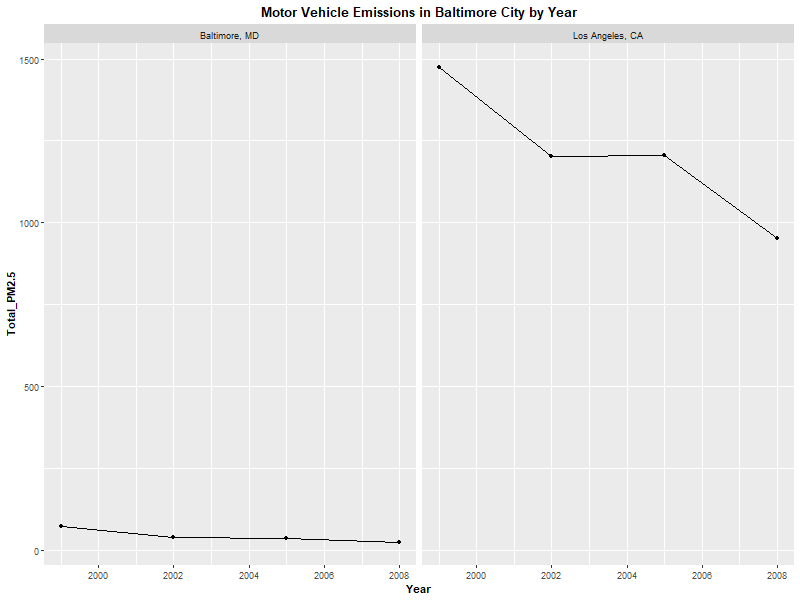 Motor Vehicle Emissions in Baltimore City by Year
Baltimore, MD
Los Angeles, CA
Total_PM2.5
1500
1000
500
0
2000 2002 2004 2006 2008
2000 2002 2004 2006 2008
Year